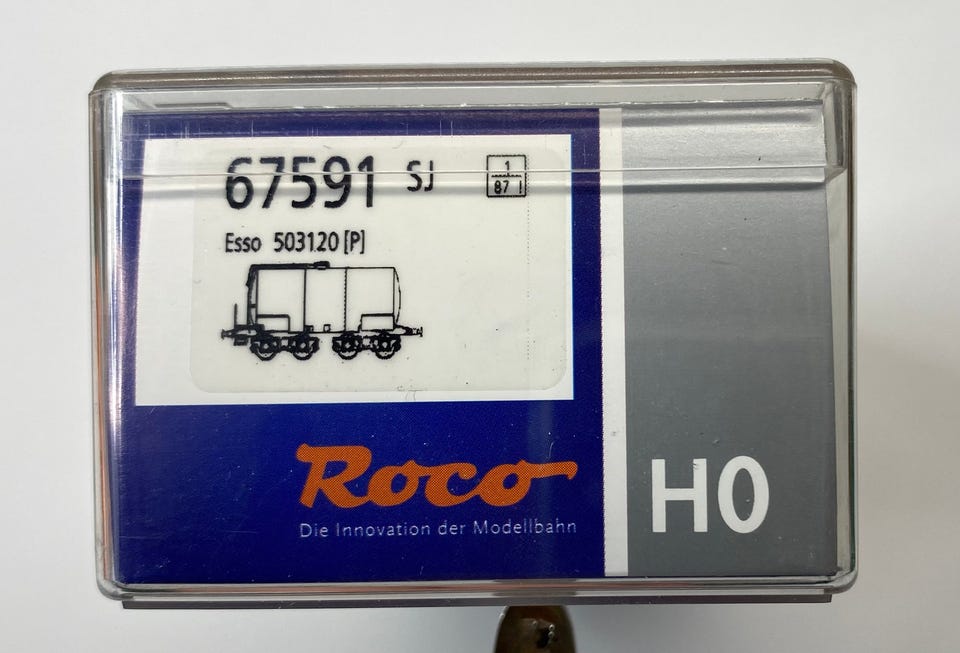 67591 SJ
1
87
Esso 503120 [P]
Roco
Die Innovation der Modellbahn
H0